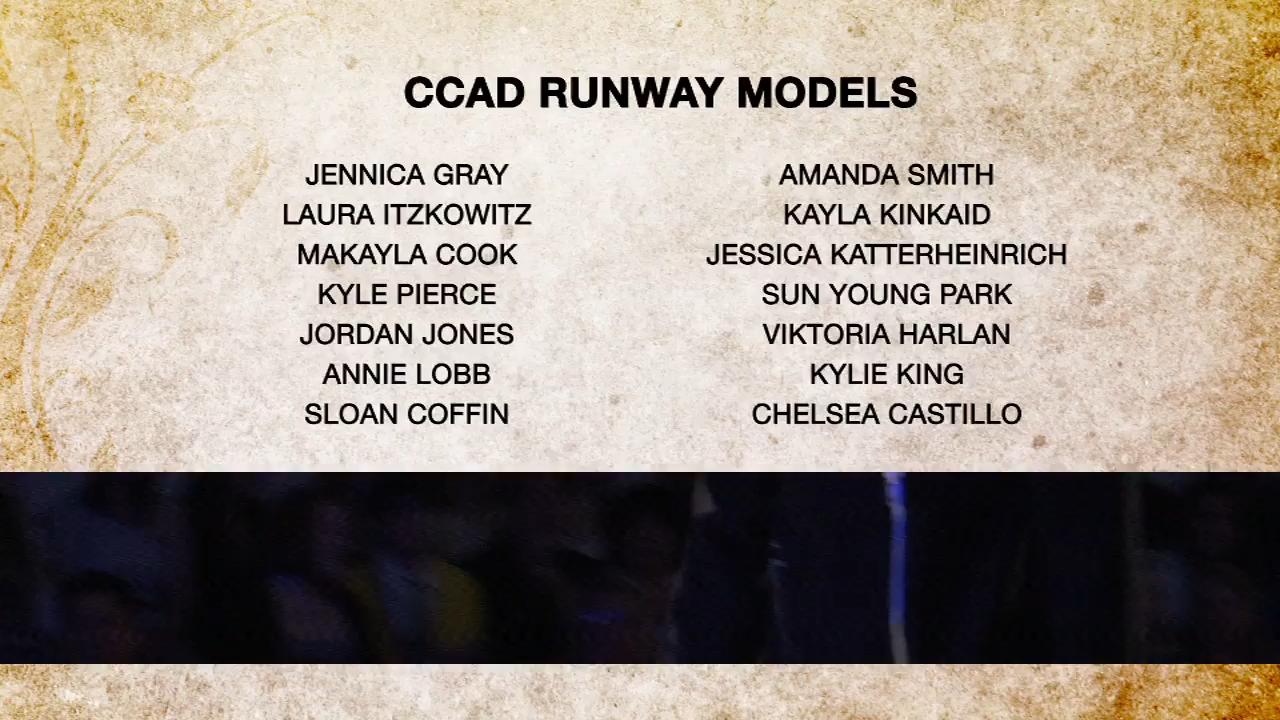 CCAD RUNWAY MODELS
JENNICA GRAY
LAURA ITZKOWITZ
MAKAYLA COOK
KYLE PIERCE
JORDAN JONES
ANNIE LOBB
SLOAN COFFIN
AMANDA SMITH
KAYLA KINKAID
JESSICA KATTERHEINRICH
SUN YOUNG PARK
VIKTORIA HARLAN
KYLIE KING
CHELSEA CASTILLO